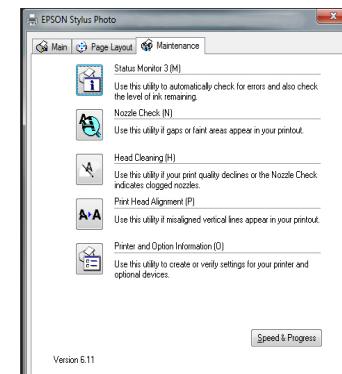 EPSON Stylus Photo
Main Page Layout Maintenance
Status Monitor 3 (M)
Use this utility to automatically check for errors and also check
the level of ink remaining.
Nozzle Check (N)
Use this utility if gaps or faint areas appear in your printout.
Head Cleaning (H)
Use this utility if your print quality declines or the Nozzle Check
indicates clogged nozzles.
Print Head Alignment (P)
A▸A
Use this utility if misaligned vertical lines appear in your printout.
Printer and Option Information (O)
Use this utility to create or verify settings for your printer and
optional devices.
Speed & Progress
Version 6.11